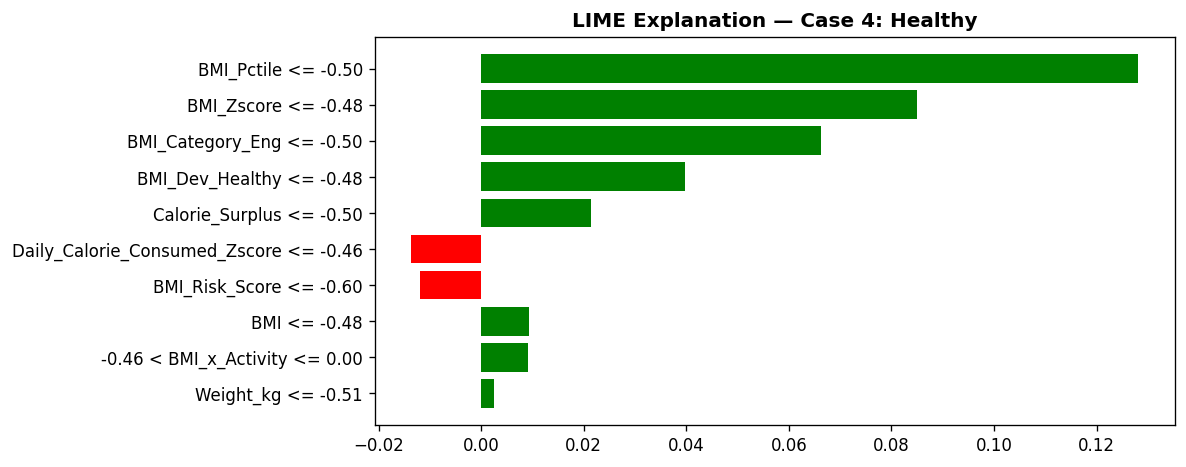 LIME Explanation — Case 4: Healthy
BMI_Pctile <= -0.50
BMI_Zscore <= -0.48
BMI_Category_Eng <= -0.50
BMI_Dev_Healthy <= -0.48
Calorie_Surplus <= -0.50
Daily_Calorie_Consumed_Zscore <= -0.46
BMI_Risk_Score <= -0.60
BMI <= -0.48
-0.46 < BMI_x_Activity <= 0.00
Weight_kg <= -0.51
−0.02 0.00 0.02 0.04 0.06 0.08 0.10 0.12